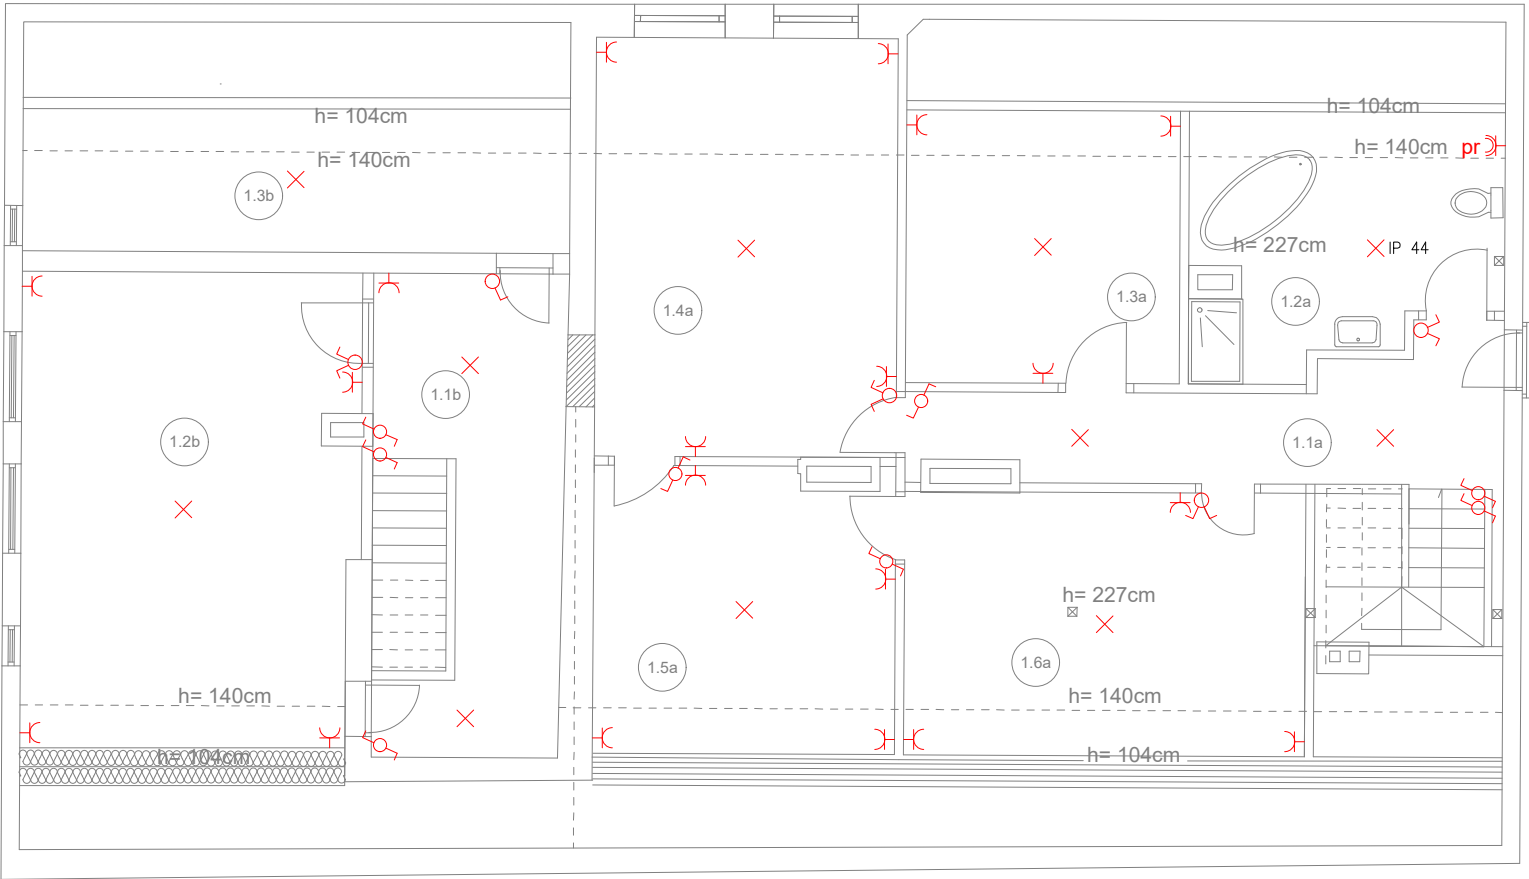 h= 104cm
h= 104cm
h= 140cm
pr
h= 140cm
1.3b
h= 227cm
IP 44
1.3a
1.2a
1.4a
1.1b
1.2b
1.1a
h= 227cm
1.6a
1.5a
h= 140cm
h= 140cm
h= 104cm
h= 104cm